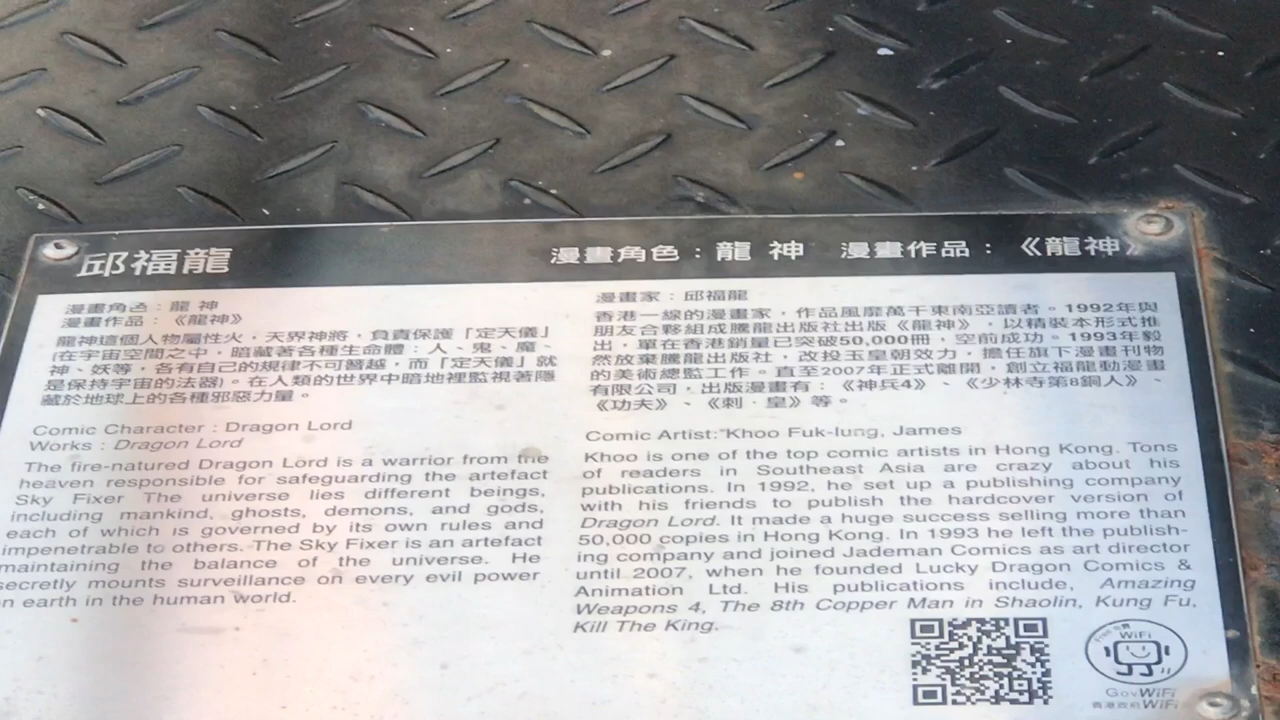 邱福龍
漫畫角色：龍 神 漫畫作品：《龍神》
漫畫角色：龍 神
漫畫作品：《龍神》
龍神這個人物屬性火，天界神將，負責保護「定天儀」
(在宇宙空間之中，暗藏著各種生命體：人、鬼、魔、
神、妖等，各有自己的規律不可僭越，而「定天儀」就
是保持宇宙的法器)。在人類的世界中暗地裡監視著隱
藏於地球上的各種邪惡力量。
Comic Character : Dragon Lord
Works : Dragon Lord
The fire-natured Dragon Lord is a warrior from the
heaven responsible for safeguarding the artefact
Sky Fixer The universe lies different beings,
including mankind, ghosts, demons, and gods,
each of which is governed by its own rules and
impenetrable to others. The Sky Fixer is an artefact
maintaining the balance of the universe. He
secretly mounts surveillance on every evil power
on earth in the human world.
漫畫家：邱福龍
香港一線的漫畫家，作品風靡萬千東南亞讀者。1992年與
朋友合夥組成騰龍出版社出版《龍神》，以精裝本形式推
出，單在香港銷量已突破50,000冊，空前成功。1993年毅
然放棄騰龍出版社，改投玉皇朝效力，擔任旗下漫畫刊物
的美術總監工作。直至2007年正式離開，創立福龍動漫畫
有限公司，出版漫畫有：《神兵4》、《少林寺第8銅人》、
《功夫》、《刺．皇》等。
Comic Artist: Khoo Fuk-lung, James
Khoo is one of the top comic artists in Hong Kong. Tons
of readers in Southeast Asia are crazy about his
publications. In 1992, he set up a publishing company
with his friends to publish the hardcover version of
Dragon Lord. It made a huge success selling more than
50,000 copies in Hong Kong. In 1993 he left the publish-
ing company and joined Jademan Comics as art director
until 2007, when he founded Lucky Dragon Comics &
Animation Ltd. His publications include, Amazing
Weapons 4, The 8th Copper Man in Shaolin, Kung Fu,
Kill The King.
Free 免費
WiFi
GovWiFi
香港政府WiFi